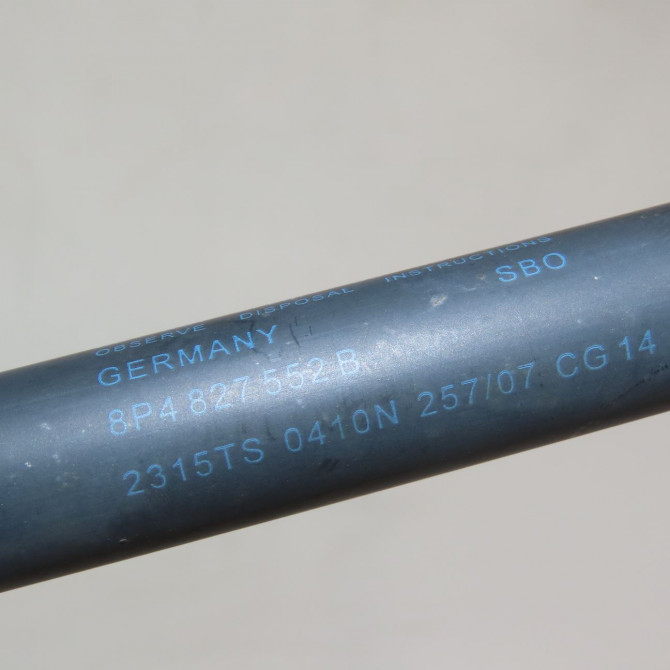 OBSERVE DISPOSAL INSTRUCTIONS
GERMANY SBO
8P4 827 552 B
2315TS 0410N 257/07 CG 14